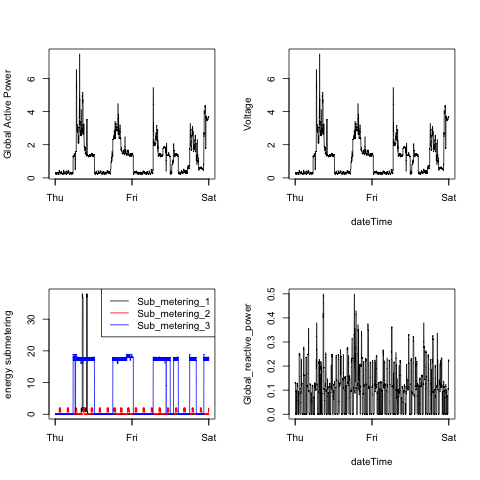 Global Active Power
6
4
2
0
Thu Fri Sat
Voltage
6
4
2
0
Thu Fri Sat
dateTime
energy submetering
30
20
10
0
Thu Fri Sat
Sub_metering_1
Sub_metering_2
Sub_metering_3
Global_reactive_power
0.5
0.4
0.3
0.2
0.1
0.0
Thu Fri Sat
dateTime